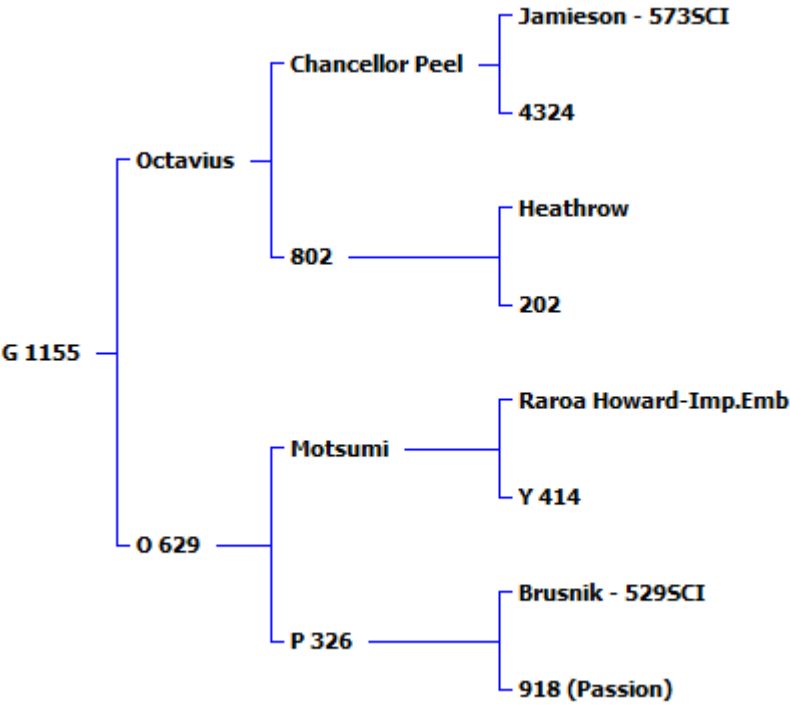 Jamieson - 573SCI
Chancellor Peel
4324
Octavius
Heathrow
802
202
G 1155
Raroa Howard-Imp.Emb
Motsumi
Y 414
O 629
Brusnik - 529SCI
P 326
918 (Passion)